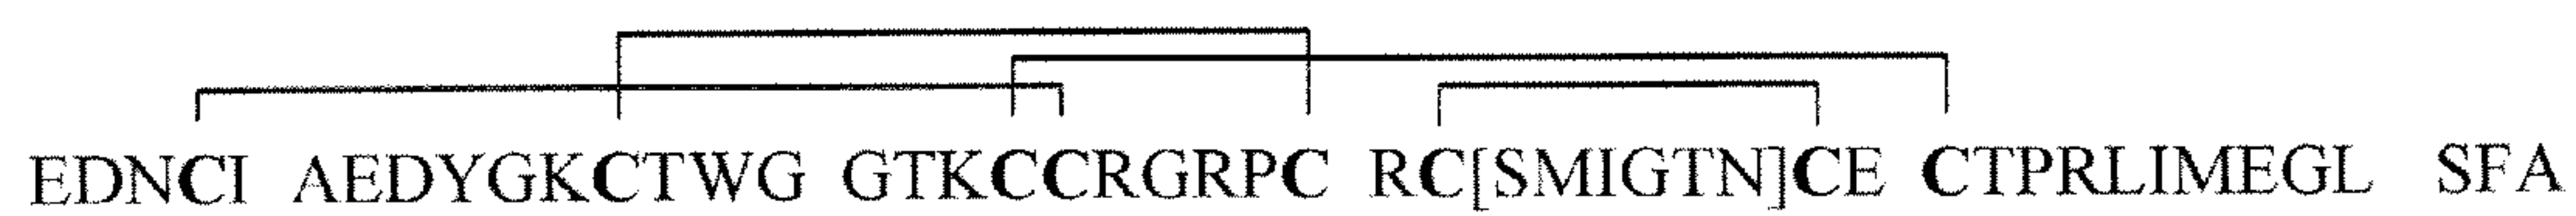 EDNCI AEDYGKCTWG GTKCCRGRPC RC[SMIGTN]CE CTPRLIMEGL SFA